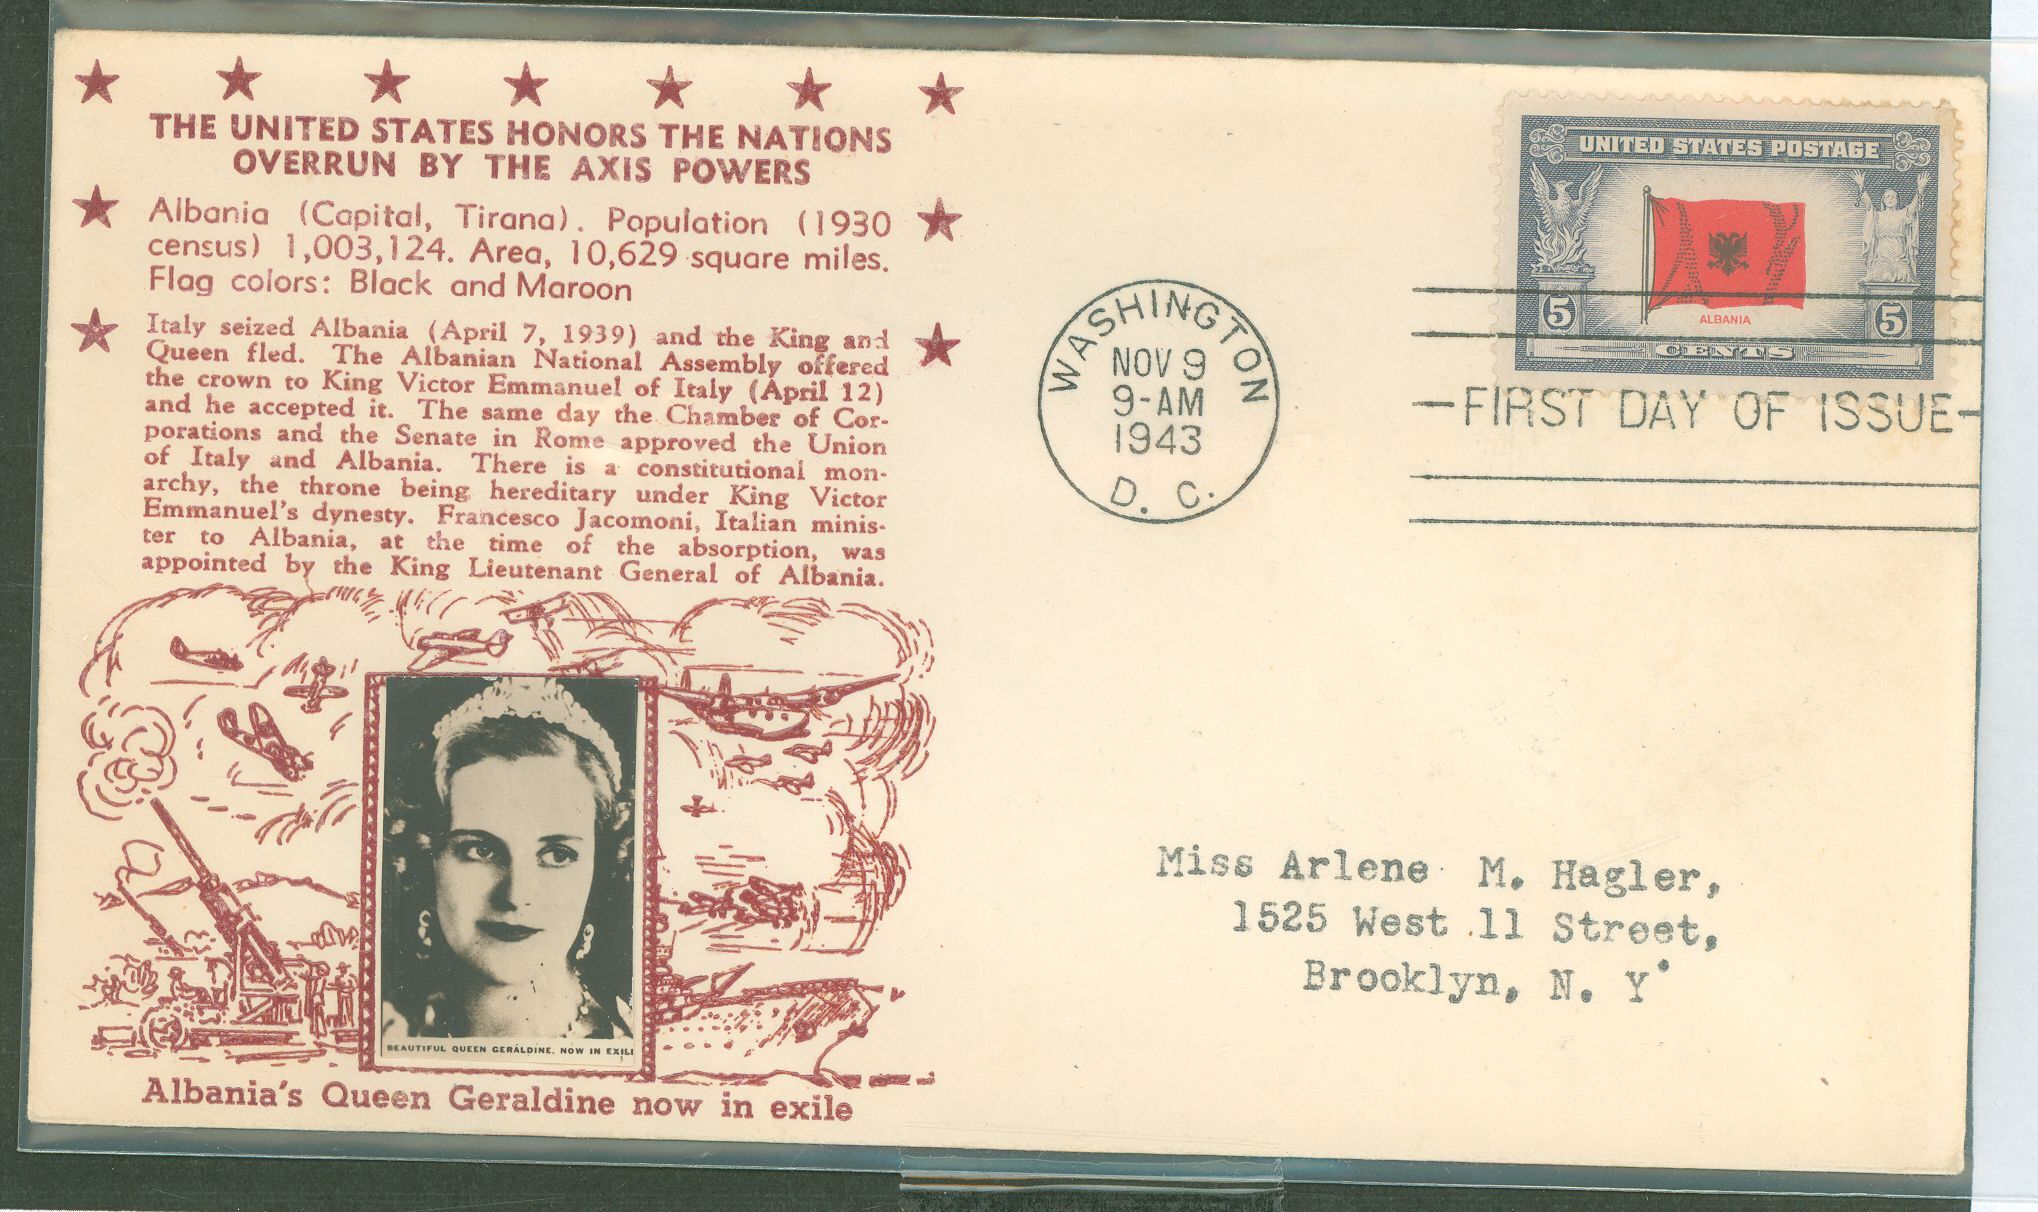 THE UNITED STATES HONORS THE NATIONS
OVERRUN BY THE AXIS POWERS
Albania (Capital, Tirana). Population (1930
census) 1,003,124. Area, 10,629 square miles.
Flag colors: Black and Maroon
Italy seized Albania (April 7, 1939) and the King and
Queen fled. The Albanian National Assembly offered
the crown to King Victor Emmanuel of Italy (April 12)
and he accepted it. The same day the Chamber of Cor-
porations and the Senate in Rome approved the Union
of Italy and Albania. There is a constitutional mon-
archy, the throne being hereditary under King Victor
Emmanuel's dynesty. Francesco Jacomoni, Italian minis-
ter to Albania, at the time of the absorption, was
appointed by the King Lieutenant General of Albania.
BEAUTIFUL QUEEN GERALDINE, NOW IN EXILE
Albania's Queen Geraldine now in exile
WASHINGTON
NOV 9
9-AM
1943
D. C.
UNITED STATES POSTAGE
ALBANIA
5 5
CENTS
FIRST DAY OF ISSUE
Miss Arlene M. Hagler,
1525 West 11 Street,
Brooklyn, N. Y.